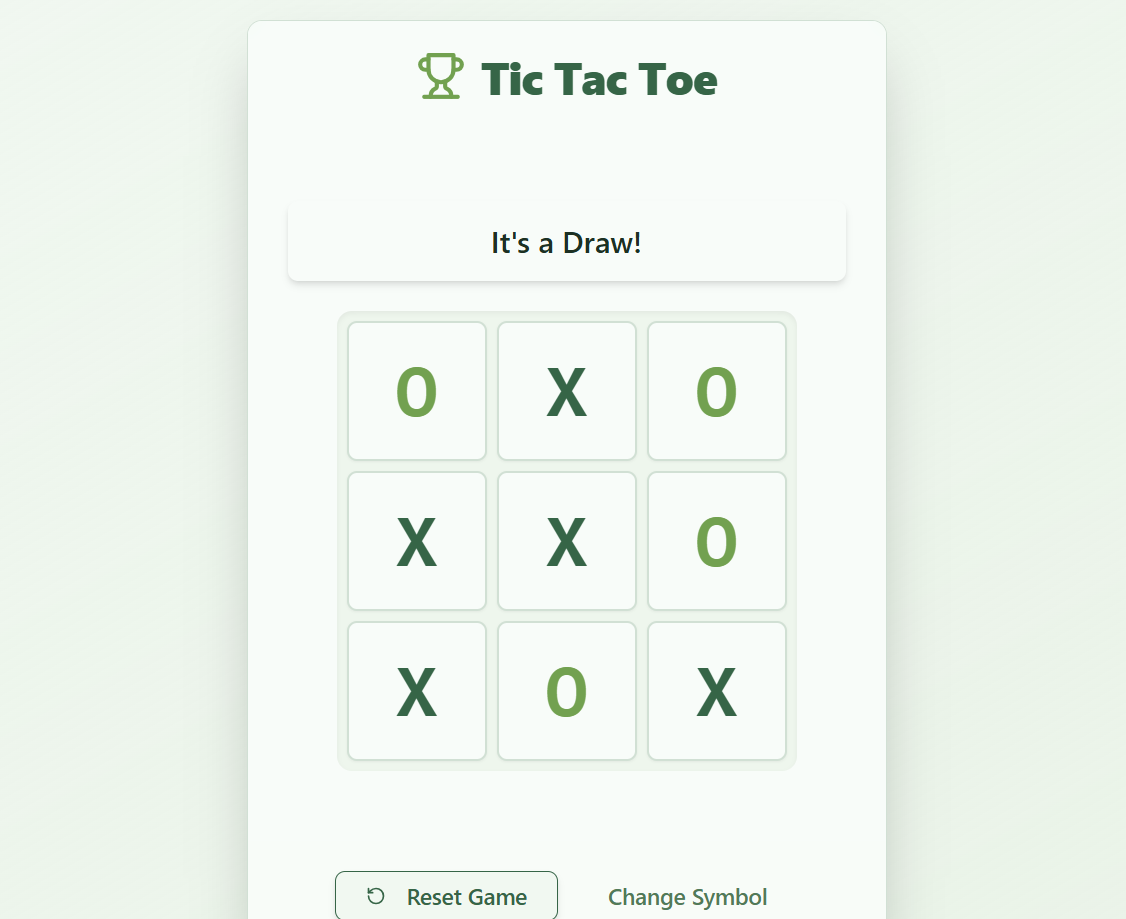 Tic Tac Toe
It's a Draw!
O X O
X X O
X O X
Reset Game
Change Symbol